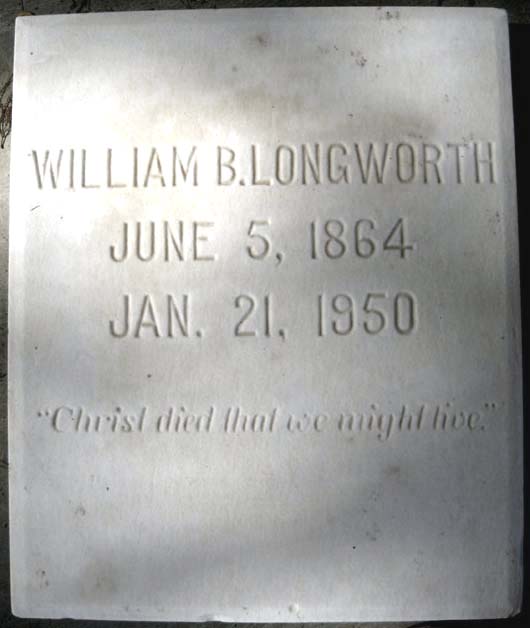 WILLIAM B. LONGWORTH
JUNE 5, 1864
JAN. 21, 1950
“Christ died that we might live.”